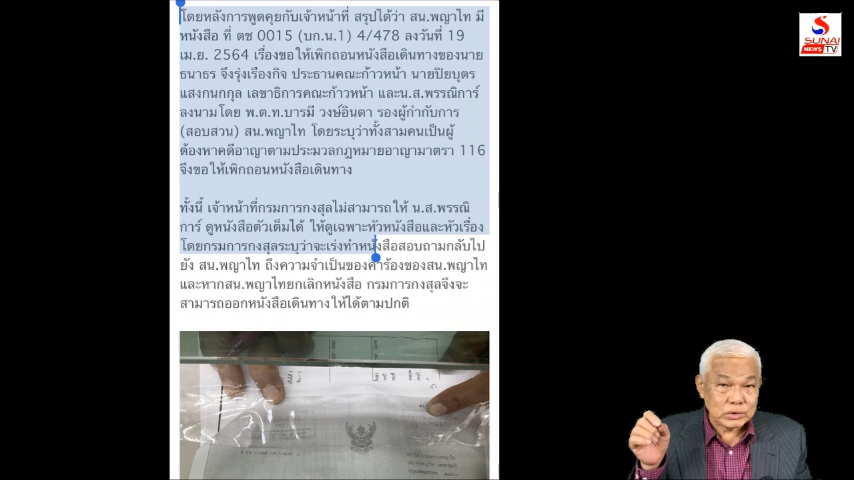 โดยหลังการพูดคุยกับเจ้าหน้าที่ สรุปได้ว่า สน.พญาไท มี
หนังสือ ที่ ตช 0015 (บก.น.1) 4/478 ลงวันที่ 19
เม.ย. 2564 เรื่องขอให้เพิกถอนหนังสือเดินทางของนาย
ธนาธร จึงรุ่งเรืองกิจ ประธานคณะก้าวหน้า นายปิยบุตร
แสงกนกกุล เลขาธิการคณะก้าวหน้า และน.ส.พรรณิการ์
ลงนามโดย พ.ต.ท.บารมี วงษ์อินตา รองผู้กำกับการ
(สอบสวน) สน.พญาไท โดยระบุว่าทั้งสามคนเป็นผู้
ต้องหาคดีอาญาตามประมวลกฎหมายอาญามาตรา 116
จึงขอให้เพิกถอนหนังสือเดินทาง
ทั้งนี้ เจ้าหน้าที่กรมการกงสุลไม่สามารถให้ น.ส.พรรณิ
การ์ ดูหนังสือตัวเต็มได้ ให้ดูเฉพาะหัวหนังสือและหัวเรื่อง
โดยกรมการกงสุลระบุว่าจะเร่งทำหนังสือสอบถามกลับไป
ยัง สน.พญาไท ถึงความจำเป็นของคำร้องของสน.พญาไท
และหากสน.พญาไทยกเลิกหนังสือ กรมการกงสุลจึงจะ
สามารถออกหนังสือเดินทางให้ได้ตามปกติ
SUNAI
NEWS TV